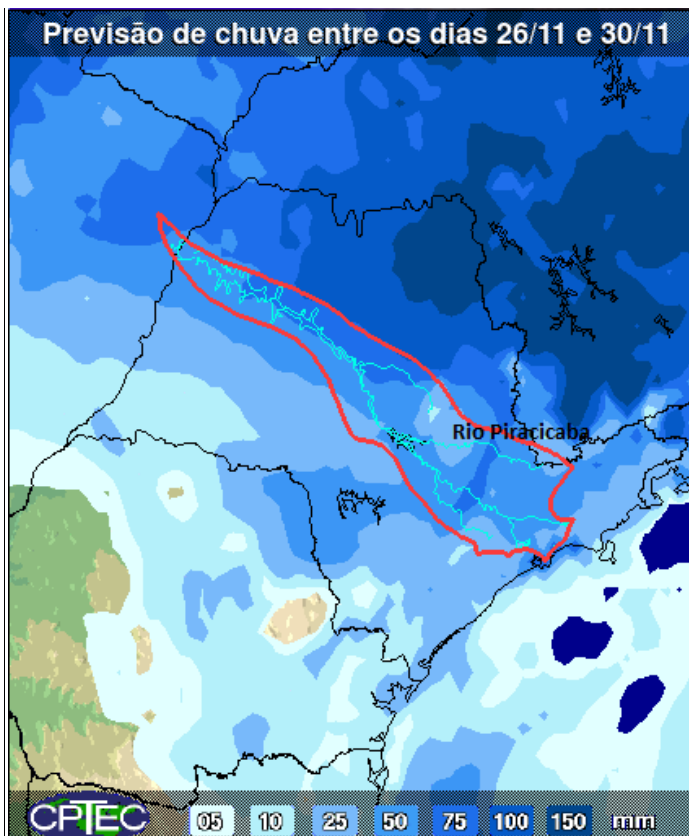 Previsão de chuva entre os dias 26/11 e 30/11
Rio Piracicaba
CPTEC 05 10 25 50 75 100 150 mm